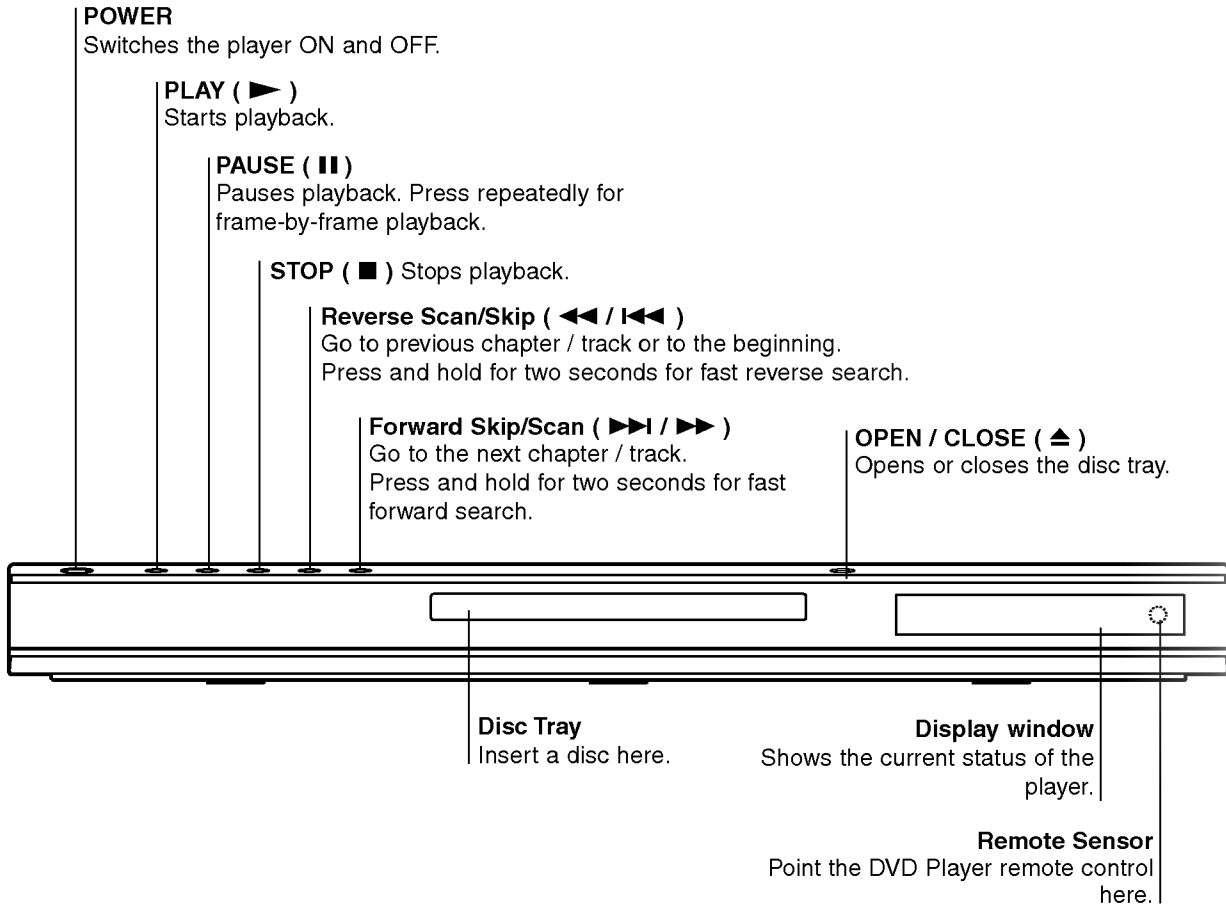 POWER
Switches the player ON and OFF.
PLAY ( ► )
Starts playback.
PAUSE ( II )
Pauses playback. Press repeatedly for
frame-by-frame playback.
STOP ( ■ ) Stops playback.
Reverse Scan/Skip ( ◄◄ / I◄◄ )
Go to previous chapter / track or to the beginning.
Press and hold for two seconds for fast reverse search.
Forward Skip/Scan ( ►►I / ►► )
Go to the next chapter / track.
Press and hold for two seconds for fast
forward search.
OPEN / CLOSE ( ⏏ )
Opens or closes the disc tray.
Disc Tray
Insert a disc here.
Display window
Shows the current status of the
player.
Remote Sensor
Point the DVD Player remote control
here.